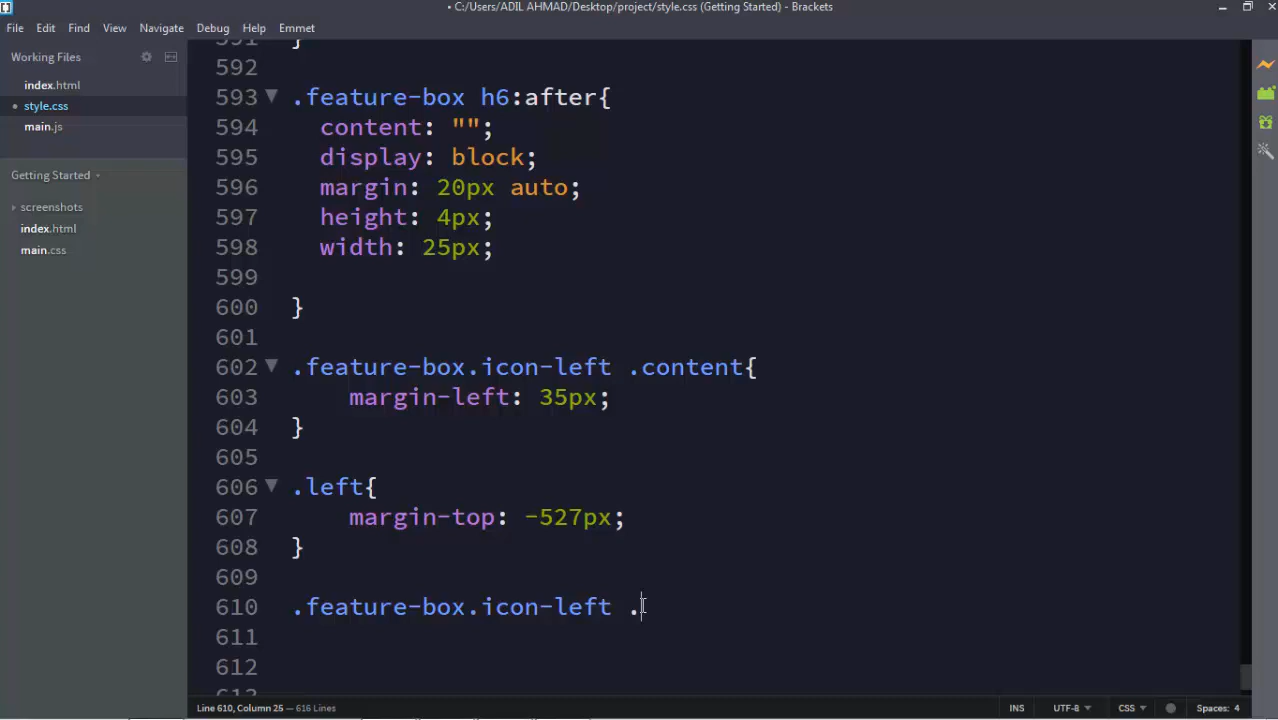 • C:/Users/ADIL AHMAD/Desktop/project/style.css (Getting Started) - Brackets
File Edit Find View Navigate Debug Help Emmet
Working Files
index.html
• style.css
main.js
Getting Started
screenshots
index.html
main.css
591 }
592
593 .feature-box h6:after{
594 content: "";
595 display: block;
596 margin: 20px auto;
597 height: 4px;
598 width: 25px;
599
600 }
601
602 .feature-box.icon-left .content{
603 margin-left: 35px;
604 }
605
606 .left{
607 margin-top: -527px;
608 }
609
610 .feature-box.icon-left .
611
612
613
Line 610, Column 25 — 616 Lines
INS UTF-8 CSS Spaces: 4